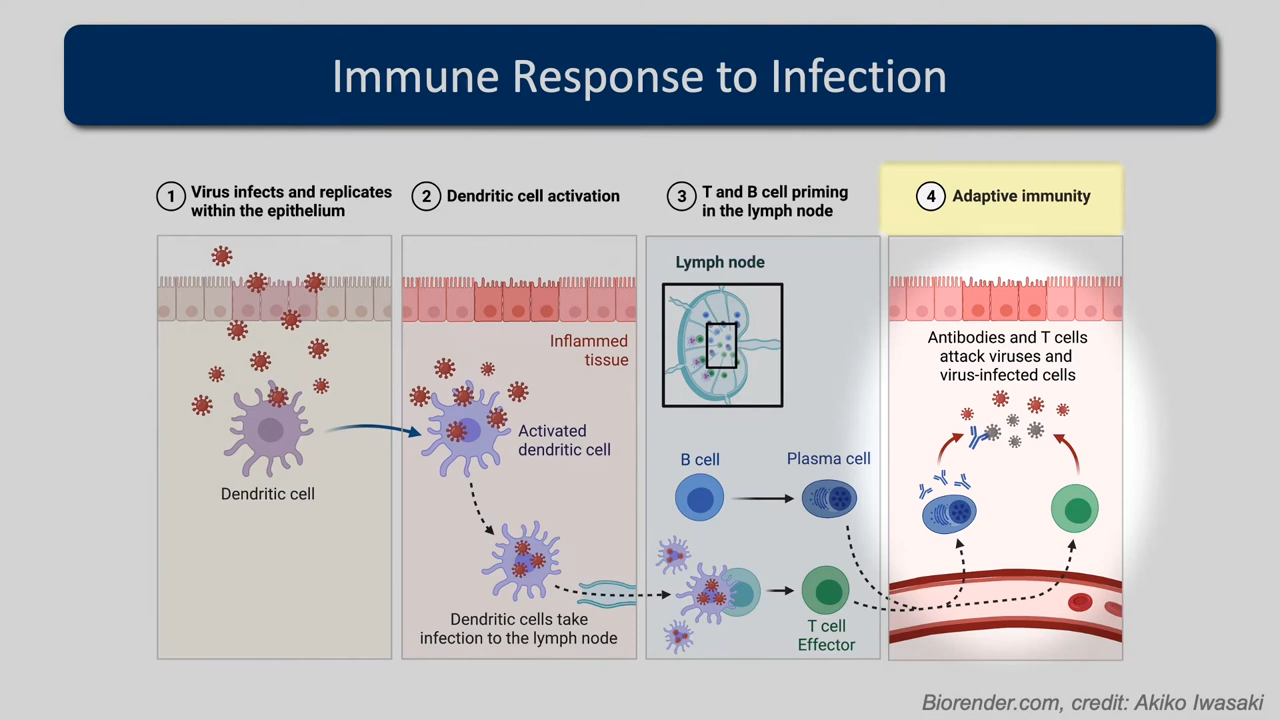 Immune Response to Infection
1 Virus infects and replicates
within the epithelium
2 Dendritic cell activation
3 T and B cell priming
in the lymph node
4 Adaptive immunity
Dendritic cell
Inflammed
tissue
Activated
dendritic cell
Dendritic cells take
infection to the lymph node
Lymph node
B cell
Plasma cell
T cell
Effector
Antibodies and T cells
attack viruses and
virus-infected cells
Biorender.com, credit: Akiko Iwasaki